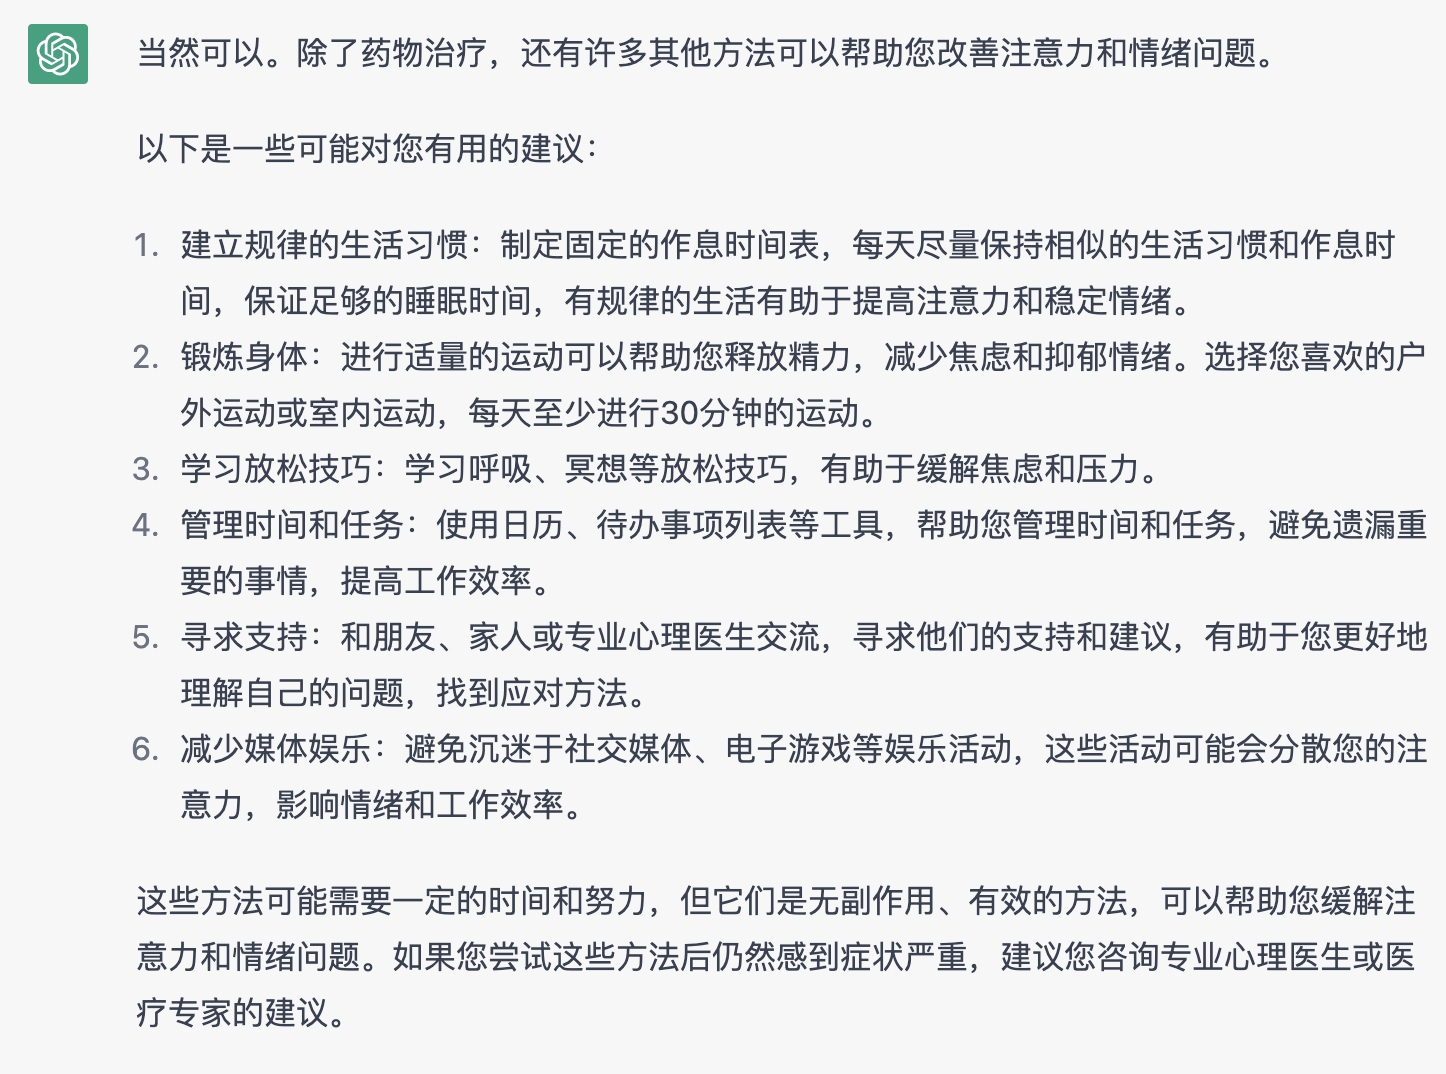 当然可以。除了药物治疗，还有许多其他方法可以帮助您改善注意力和情绪问题。
以下是一些可能对您有用的建议：
1. 建立规律的生活习惯：制定固定的作息时间表，每天尽量保持相似的生活习惯和作息时
间，保证足够的睡眠时间，有规律的生活有助于提高注意力和稳定情绪。
2. 锻炼身体：进行适量的运动可以帮助您释放精力，减少焦虑和抑郁情绪。选择您喜欢的户
外运动或室内运动，每天至少进行30分钟的运动。
3. 学习放松技巧：学习呼吸、冥想等放松技巧，有助于缓解焦虑和压力。
4. 管理时间和任务：使用日历、待办事项列表等工具，帮助您管理时间和任务，避免遗漏重
要的事情，提高工作效率。
5. 寻求支持：和朋友、家人或专业心理医生交流，寻求他们的支持和建议，有助于您更好地
理解自己的问题，找到应对方法。
6. 减少媒体娱乐：避免沉迷于社交媒体、电子游戏等娱乐活动，这些活动可能会分散您的注
意力，影响情绪和工作效率。
这些方法可能需要一定的时间和努力，但它们是无副作用、有效的方法，可以帮助您缓解注
意力和情绪问题。如果您尝试这些方法后仍然感到症状严重，建议您咨询专业心理医生或医
疗专家的建议。